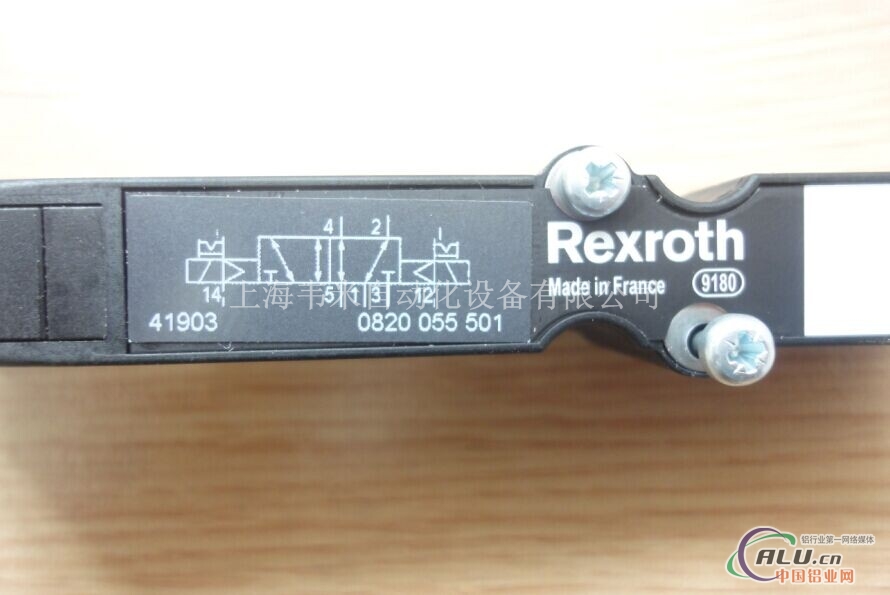 4 2
14 5 1 3 12
41903 0820 055 501
Rexroth
Made in France 9180
上海韦米自动化设备有限公司
铝行业第一网络媒体
ALU.cn
中国铝业网